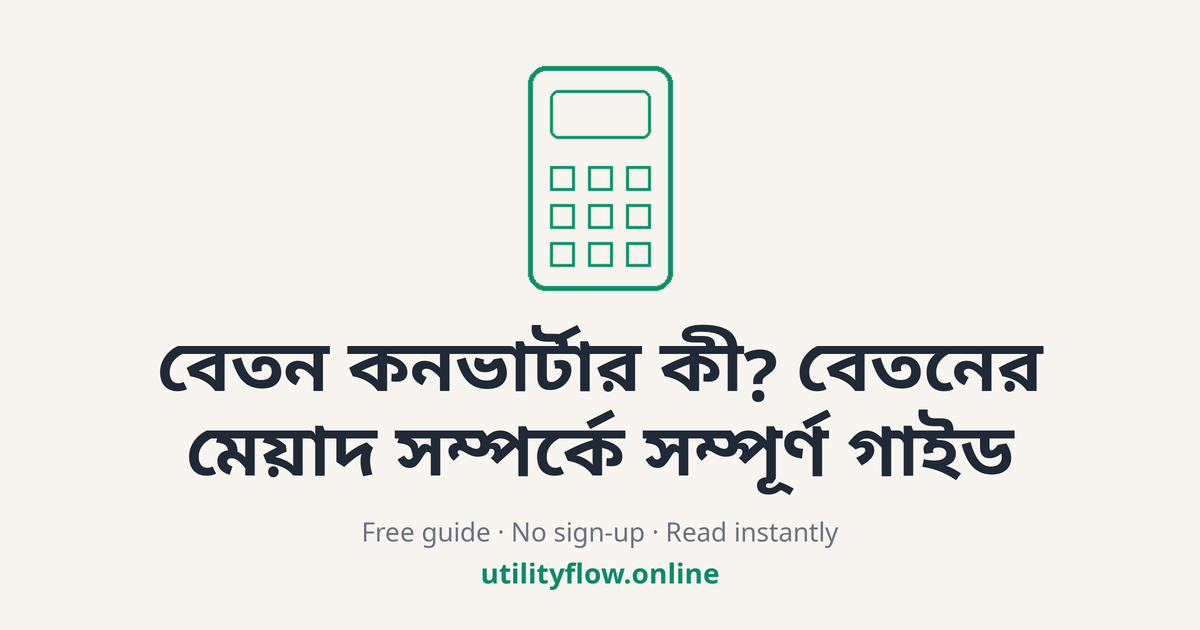 বেতন কনভার্টার কী? বেতনের
মেয়াদ সম্পর্কে সম্পূর্ণ গাইড
Free guide · No sign-up · Read instantly
utilityflow.online